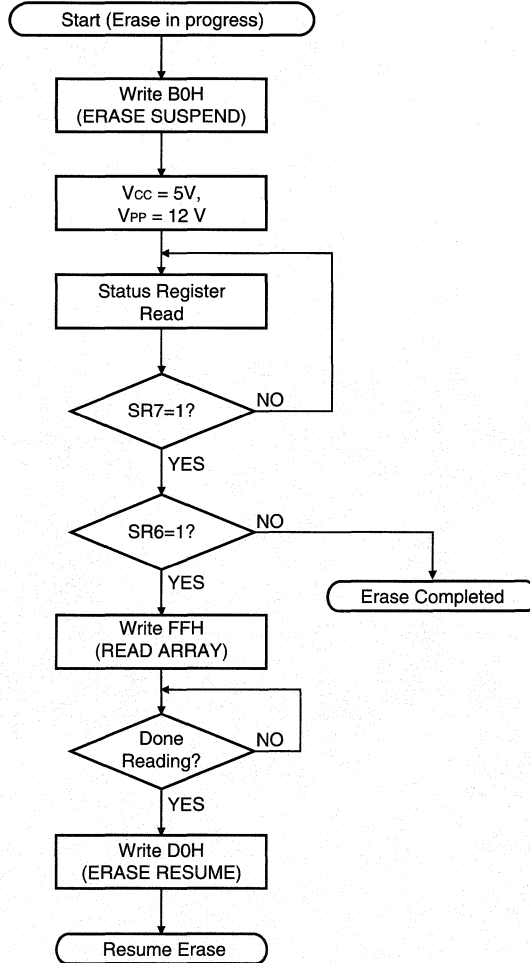 Start (Erase in progress)
Write B0H
(ERASE SUSPEND)
VCC = 5V,
VPP = 12 V
Status Register
Read
SR7=1?
NO
YES
SR6=1?
NO
YES
Erase Completed
Write FFH
(READ ARRAY)
Done
Reading?
NO
YES
Write D0H
(ERASE RESUME)
Resume Erase